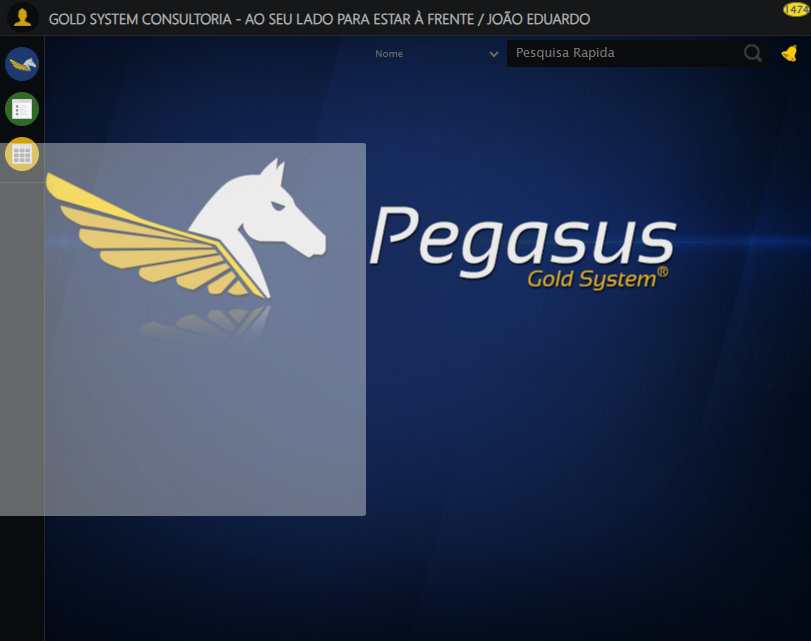 GOLD SYSTEM CONSULTORIA - AO SEU LADO PARA ESTAR À FRENTE / JOÃO EDUARDO
1474
Nome
Pesquisa Rapida
Pegasus
Gold System®